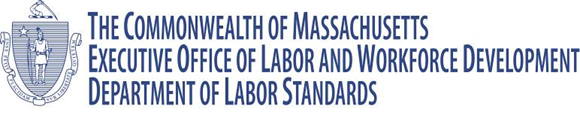 THE COMMONWEALTH OF MASSACHUSETTS
EXECUTIVE OFFICE OF LABOR AND WORKFORCE DEVELOPMENT
DEPARTMENT OF LABOR STANDARDS